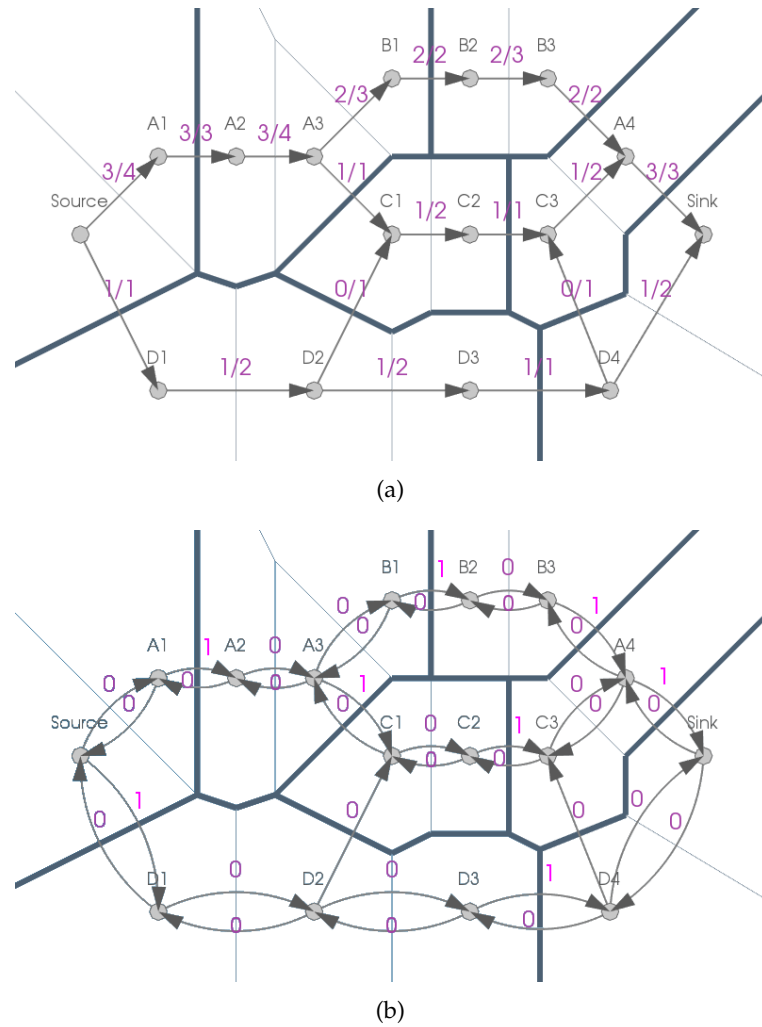 B1 B2 B3
2/2 2/3
2/3 2/2
A1 A2 A3 A4
3/3 3/4
3/4 1/1 1/2 3/3
Source C1 C2 C3 Sink
1/2 1/1
1/1 0/1 0/1 1/2
D1 D2 D3 D4
1/2 1/2 1/1
(a)
B1 1 B2 0 B3
0 0 0 1
0 0
A1 1 A2 0 A3 A4
0 0 0 1 0 0 1
0 0 0 0
Source C1 0 C2 1 C3 Sink
0 0
0 1 0 0 0 0
D1 0 D2 0 D3 1 D4
0 0 0
(b)